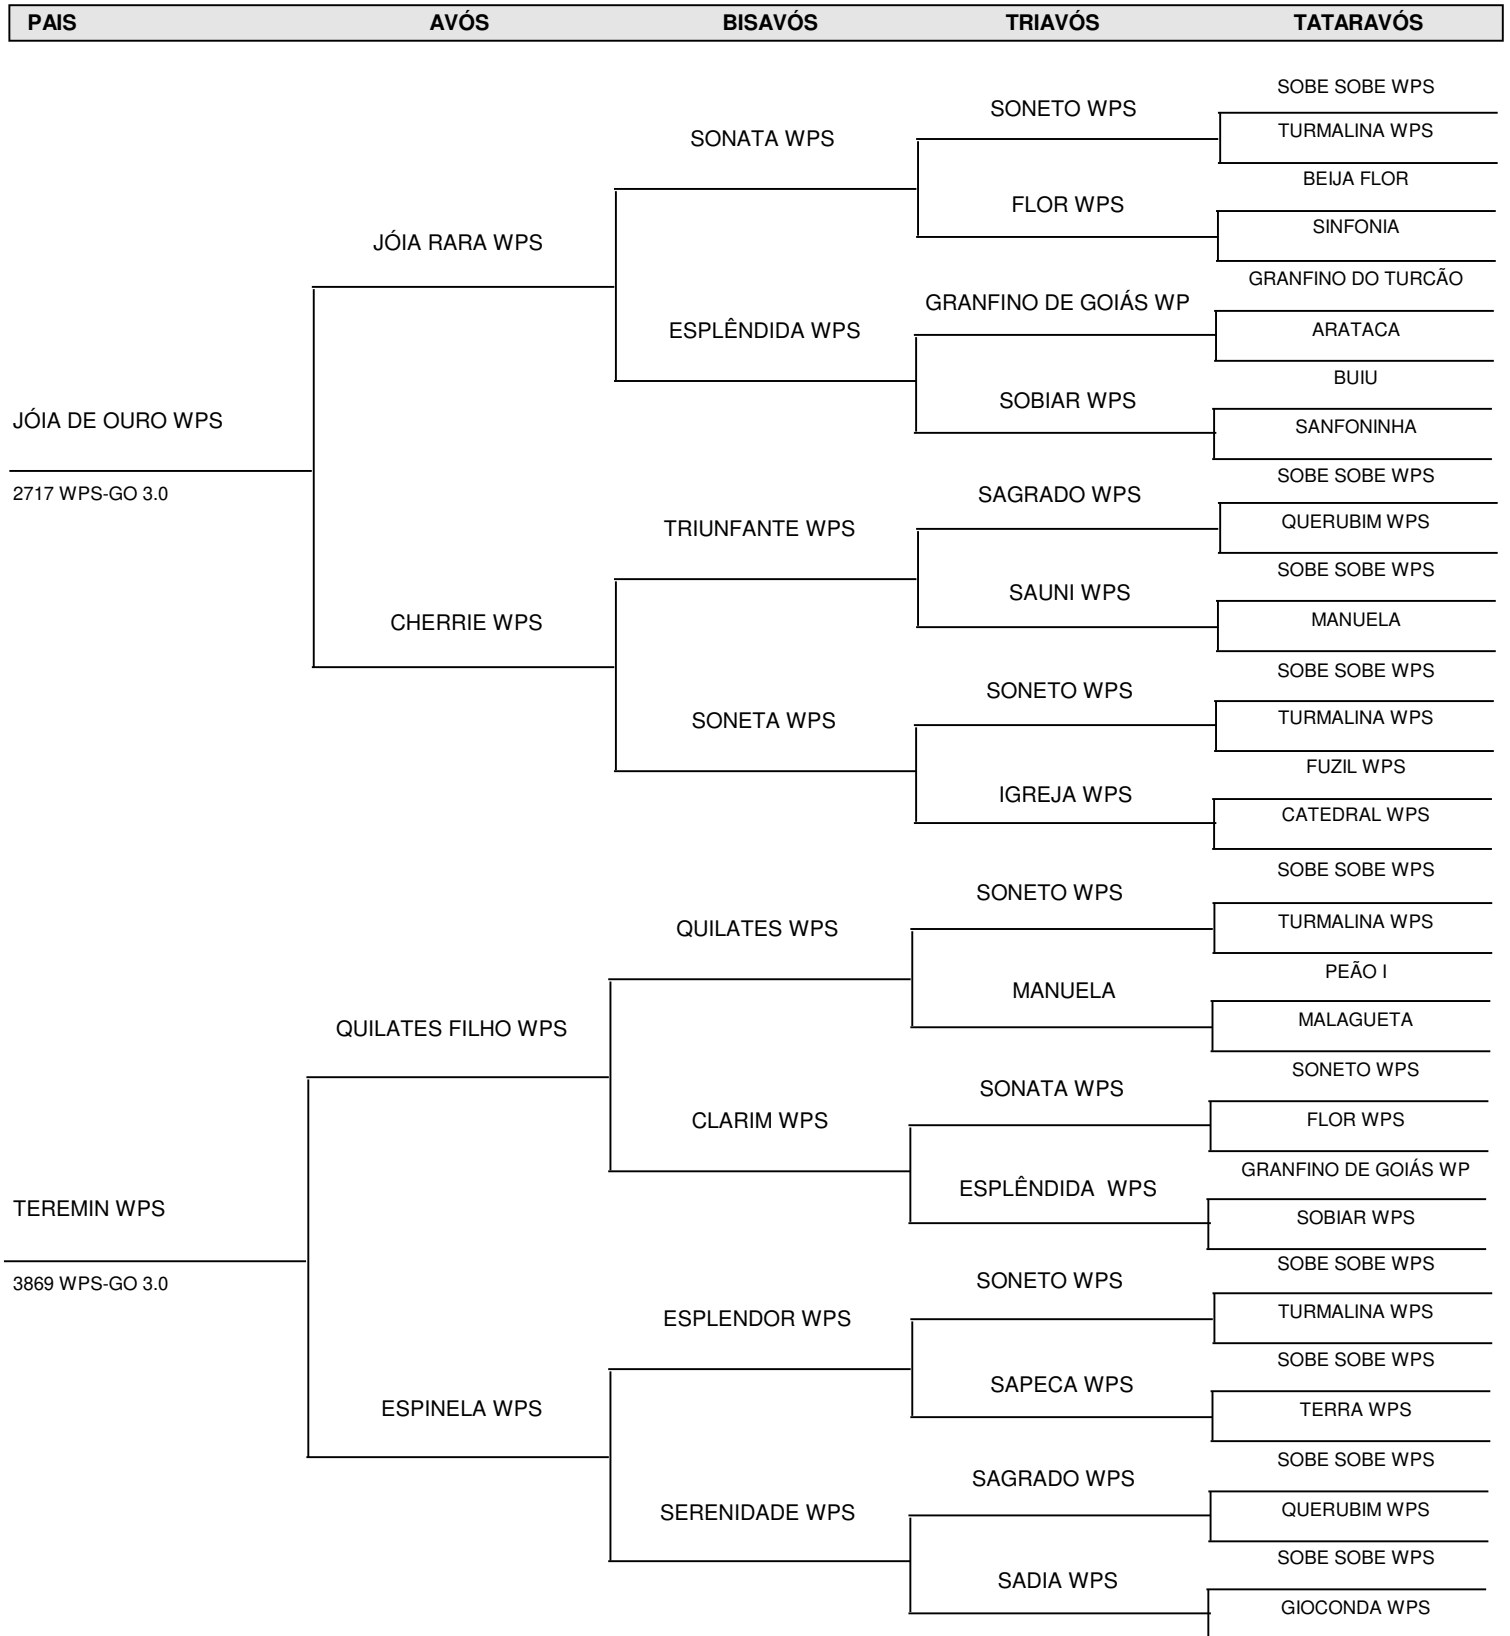 PAIS AVÓS BISAVÓS TRIAVÓS TATARAVÓS
SOBE SOBE WPS
SONETO WPS
TURMALINA WPS
SONATA WPS
BEIJA FLOR
FLOR WPS
SINFONIA
JÓIA RARA WPS
GRANFINO DO TURCÃO
GRANFINO DE GOIÁS WP
ARATACA
ESPLÊNDIDA WPS
BUIU
SOBIAR WPS
JÓIA DE OURO WPS
SANFONINHA
SOBE SOBE WPS
2717 WPS-GO 3.0
SAGRADO WPS
QUERUBIM WPS
TRIUNFANTE WPS
SOBE SOBE WPS
SAUNI WPS
MANUELA
CHERRIE WPS
SOBE SOBE WPS
SONETO WPS
TURMALINA WPS
SONETA WPS
FUZIL WPS
IGREJA WPS
CATEDRAL WPS
SOBE SOBE WPS
SONETO WPS
TURMALINA WPS
QUILATES WPS
PEÃO I
MANUELA
MALAGUETA
QUILATES FILHO WPS
SONETO WPS
SONATA WPS
FLOR WPS
CLARIM WPS
GRANFINO DE GOIÁS WP
ESPLÊNDIDA WPS
TEREMIN WPS
SOBIAR WPS
SOBE SOBE WPS
3869 WPS-GO 3.0
SONETO WPS
TURMALINA WPS
ESPLENDOR WPS
SOBE SOBE WPS
SAPECA WPS
ESPINELA WPS
TERRA WPS
SOBE SOBE WPS
SAGRADO WPS
QUERUBIM WPS
SERENIDADE WPS
SOBE SOBE WPS
SADIA WPS
GIOCONDA WPS